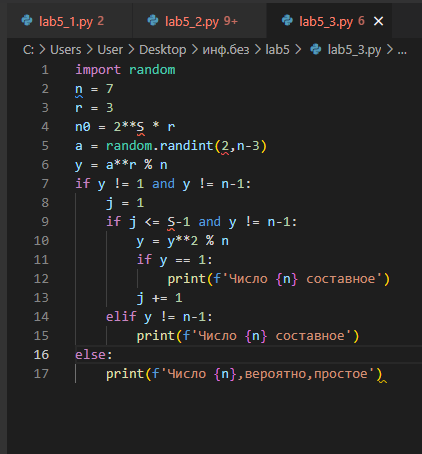 lab5_1.py 2 lab5_2.py 9+ lab5_3.py 6 ×
C: > Users > User > Desktop > инф.без > lab5 > lab5_3.py > ...
1 import random
2 n = 7
3 r = 3
4 n0 = 2**S * r
5 a = random.randint(2,n-3)
6 y = a**r % n
7 if y != 1 and y != n-1:
8     j = 1
9     if j <= S-1 and y != n-1:
10         y = y**2 % n
11         if y == 1:
12             print(f'Число {n} составное')
13         j += 1
14     elif y != n-1:
15         print(f'Число {n} составное')
16 else:
17     print(f'Число {n},вероятно,простое')